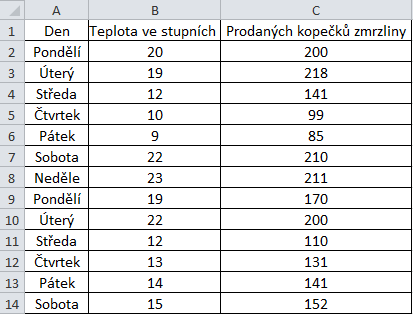 A B C
1 Den Teplota ve stupních Prodaných kopečků zmrzliny
2 Pondělí 20 200
3 Úterý 19 218
4 Středa 12 141
5 Čtvrtek 10 99
6 Pátek 9 85
7 Sobota 22 210
8 Neděle 23 211
9 Pondělí 19 170
10 Úterý 22 200
11 Středa 12 110
12 Čtvrtek 13 131
13 Pátek 14 141
14 Sobota 15 152